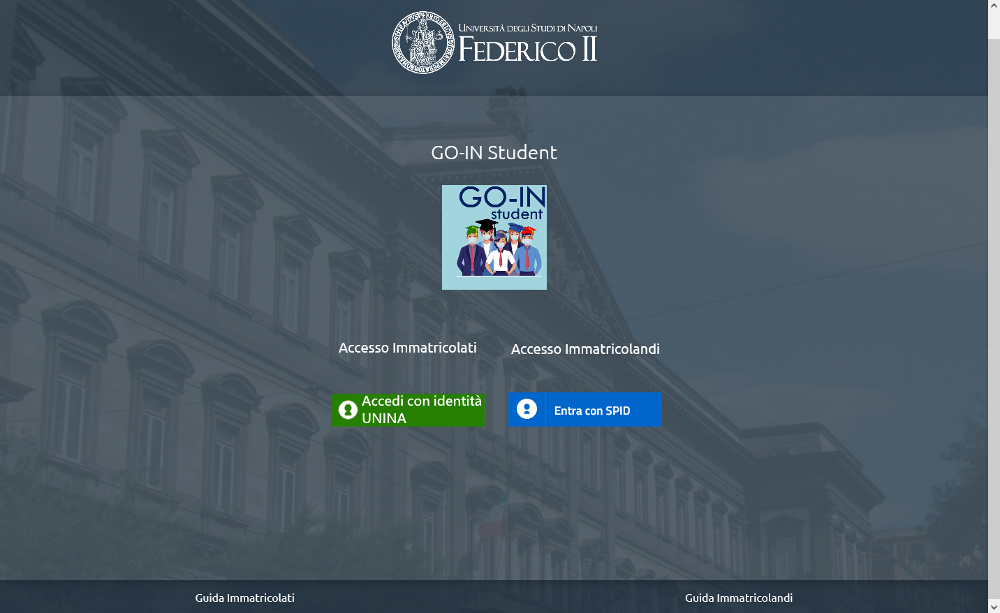 UNIVERSITÀ DEGLI STUDI DI NAPOLI
FEDERICO II
GO-IN Student
GO-IN
student
Accesso Immatricolati
Accesso Immatricolandi
Accedi con identità
UNINA
Entra con SPID
Guida Immatricolati
Guida Immatricolandi